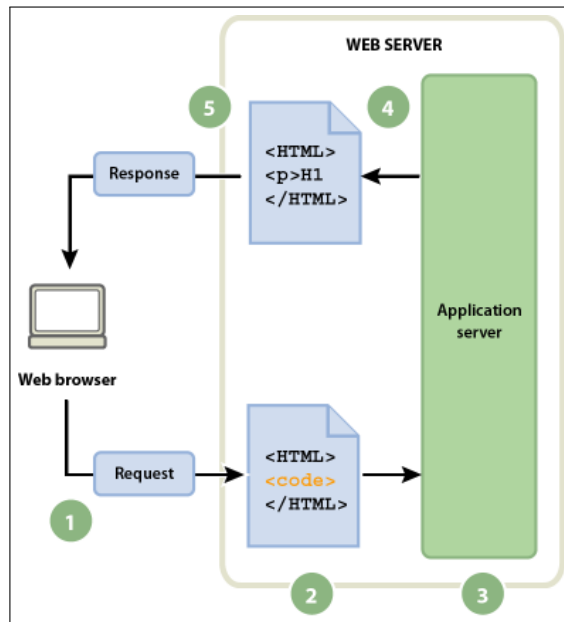 WEB SERVER
5
4
<HTML>
<p>H1
</HTML>
Response
Application
server
Web browser
Request
<HTML>
<code>
</HTML>
1
2
3